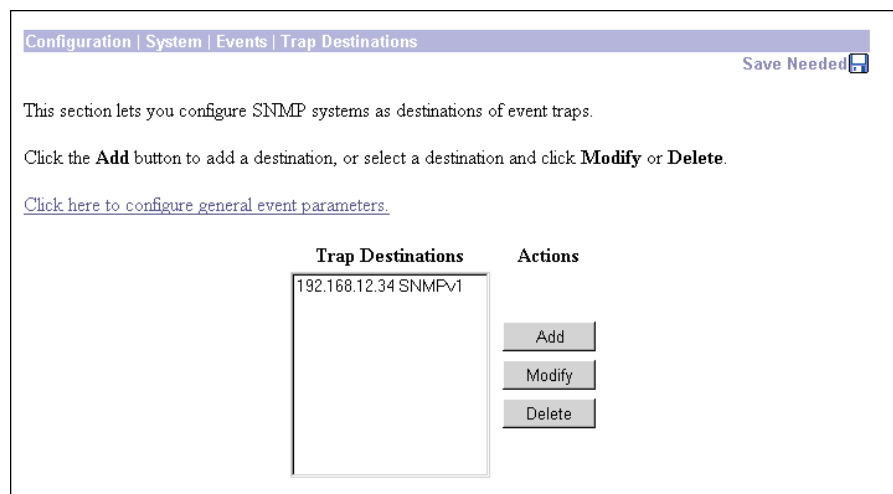 Configuration | System | Events | Trap Destinations
Save Needed
This section lets you configure SNMP systems as destinations of event traps.
Click the Add button to add a destination, or select a destination and click Modify or Delete.
Click here to configure general event parameters.
Trap Destinations Actions
192.168.12.34 SNMPv1
Add
Modify
Delete